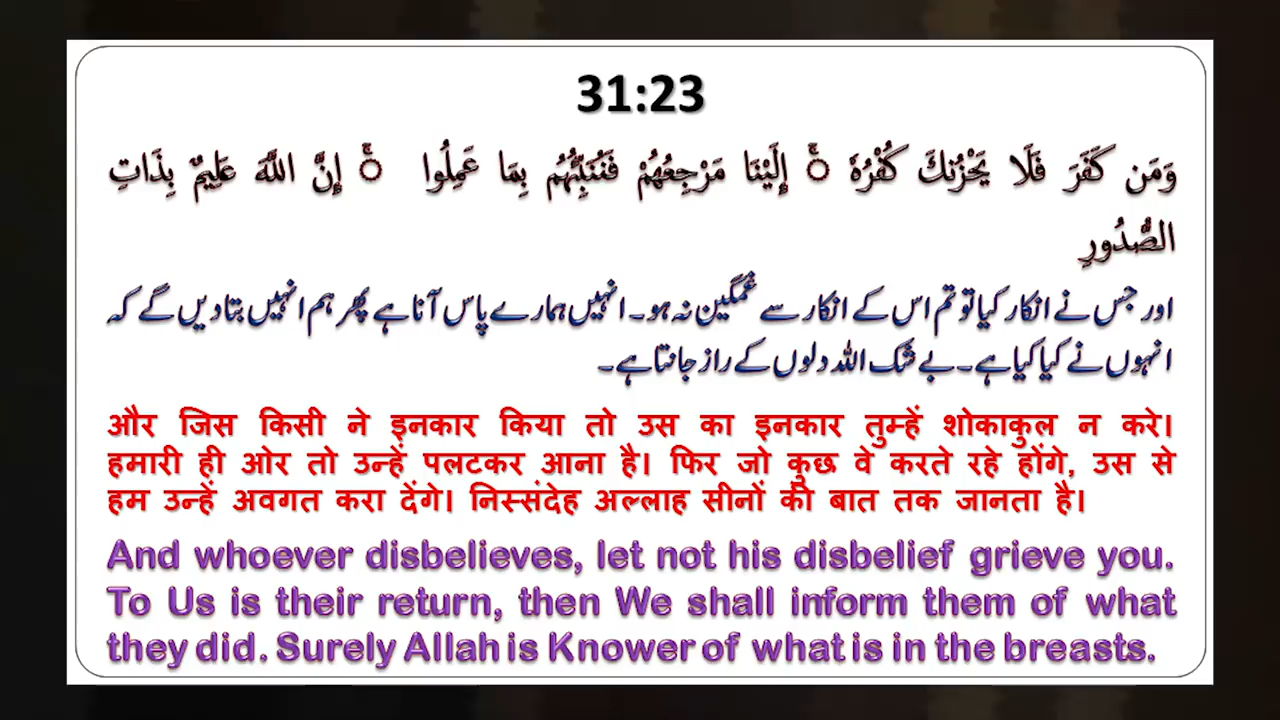 31:23
وَمَن كَفَرَ فَلَا يَحْزُنكَ كُفْرُهُ ۚ إِلَيْنَا مَرْجِعُهُمْ فَنُنَبِّئُهُم بِمَا عَمِلُوا ۚ إِنَّ اللَّهَ عَلِيمٌ بِذَاتِ
الصُّدُورِ
اور جس نے انکار کیا تو تم اس کے انکار سے غمگین نہ ہو۔ انہیں ہمارے پاس آنا ہے پھر ہم انہیں بتا دیں گے کہ
انہوں نے کیا کیا ہے۔ بے شک اللہ دلوں کے راز جانتا ہے۔
और जिस किसी ने इनकार किया तो उस का इनकार तुम्हें शोकाकुल न करे।
हमारी ही ओर तो उन्हें पलटकर आना है। फिर जो कुछ वे करते रहे होंगे, उस से
हम उन्हें अवगत करा देंगे। निस्संदेह अल्लाह सीनों की बात तक जानता है।
And whoever disbelieves, let not his disbelief grieve you.
To Us is their return, then We shall inform them of what
they did. Surely Allah is Knower of what is in the breasts.